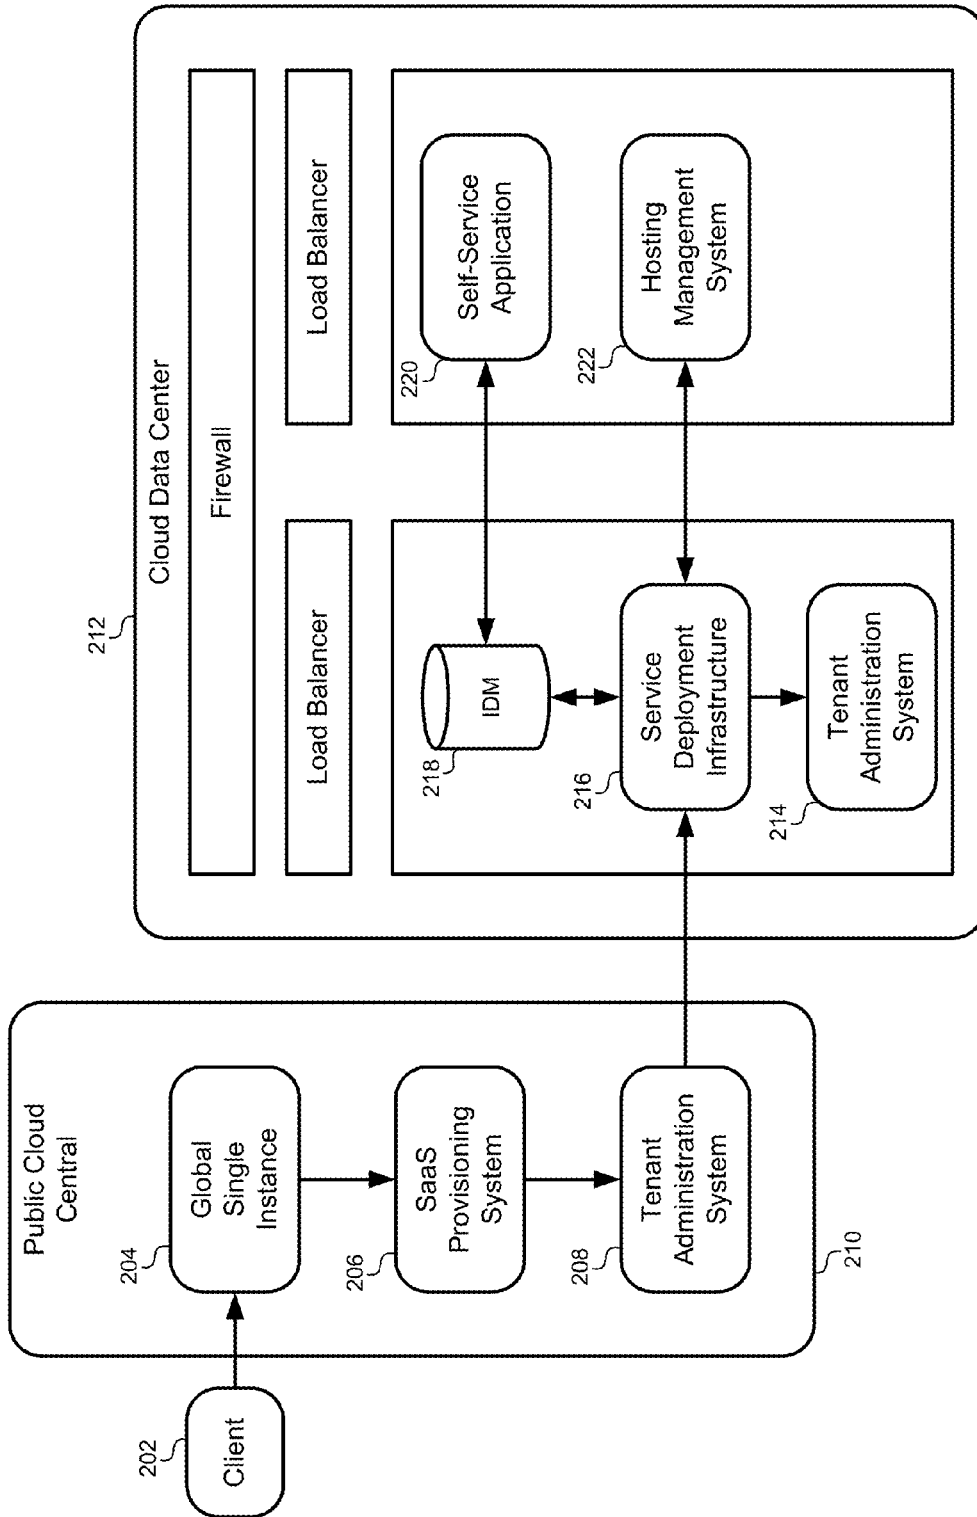 202
Client
Public Cloud
Central
204
Global
Single
Instance
206
SaaS
Provisioning
System
208
Tenant
Administration
System
210
212
Cloud Data Center
Firewall
Load Balancer
Load Balancer
218
IDM
216
Service
Deployment
Infrastructure
214
Tenant
Administration
System
220
Self-Service
Application
222
Hosting
Management
System